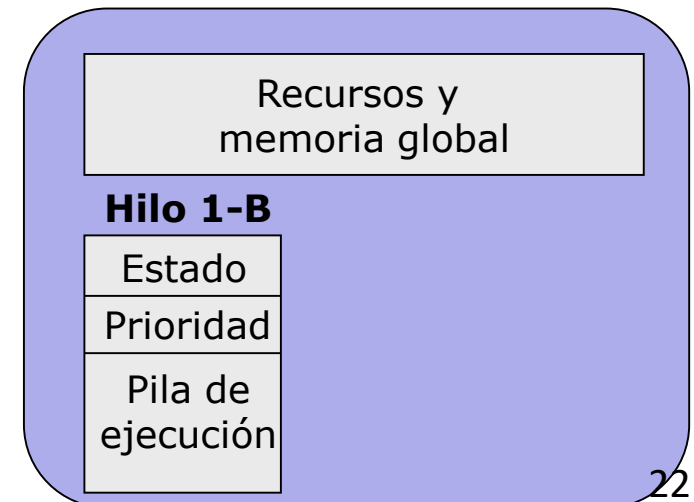 Recursos y
memoria global
Hilo 1-B
Estado
Prioridad
Pila de
ejecución
22